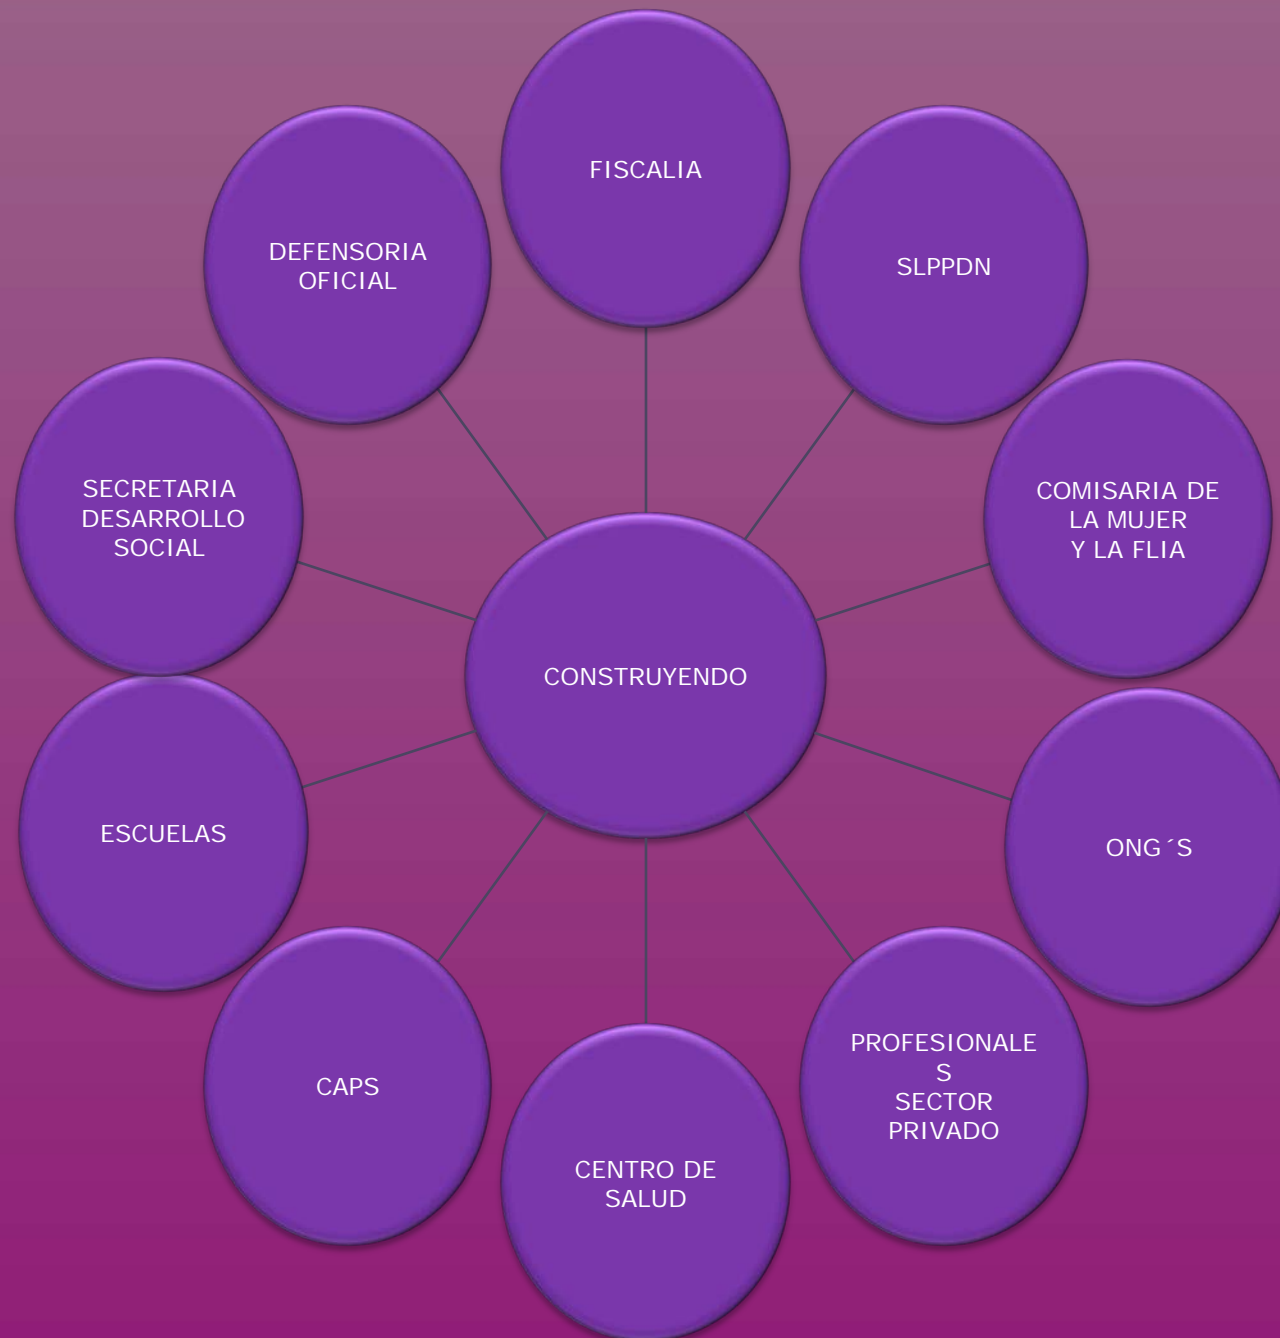 FISCALIA
SLPPDN
COMISARIA DE
LA MUJER
Y LA FLIA
ONG´S
PROFESIONALE
S
SECTOR
PRIVADO
CENTRO DE
SALUD
CAPS
ESCUELAS
SECRETARIA
DESARROLLO
SOCIAL
DEFENSORIA
OFICIAL
CONSTRUYENDO